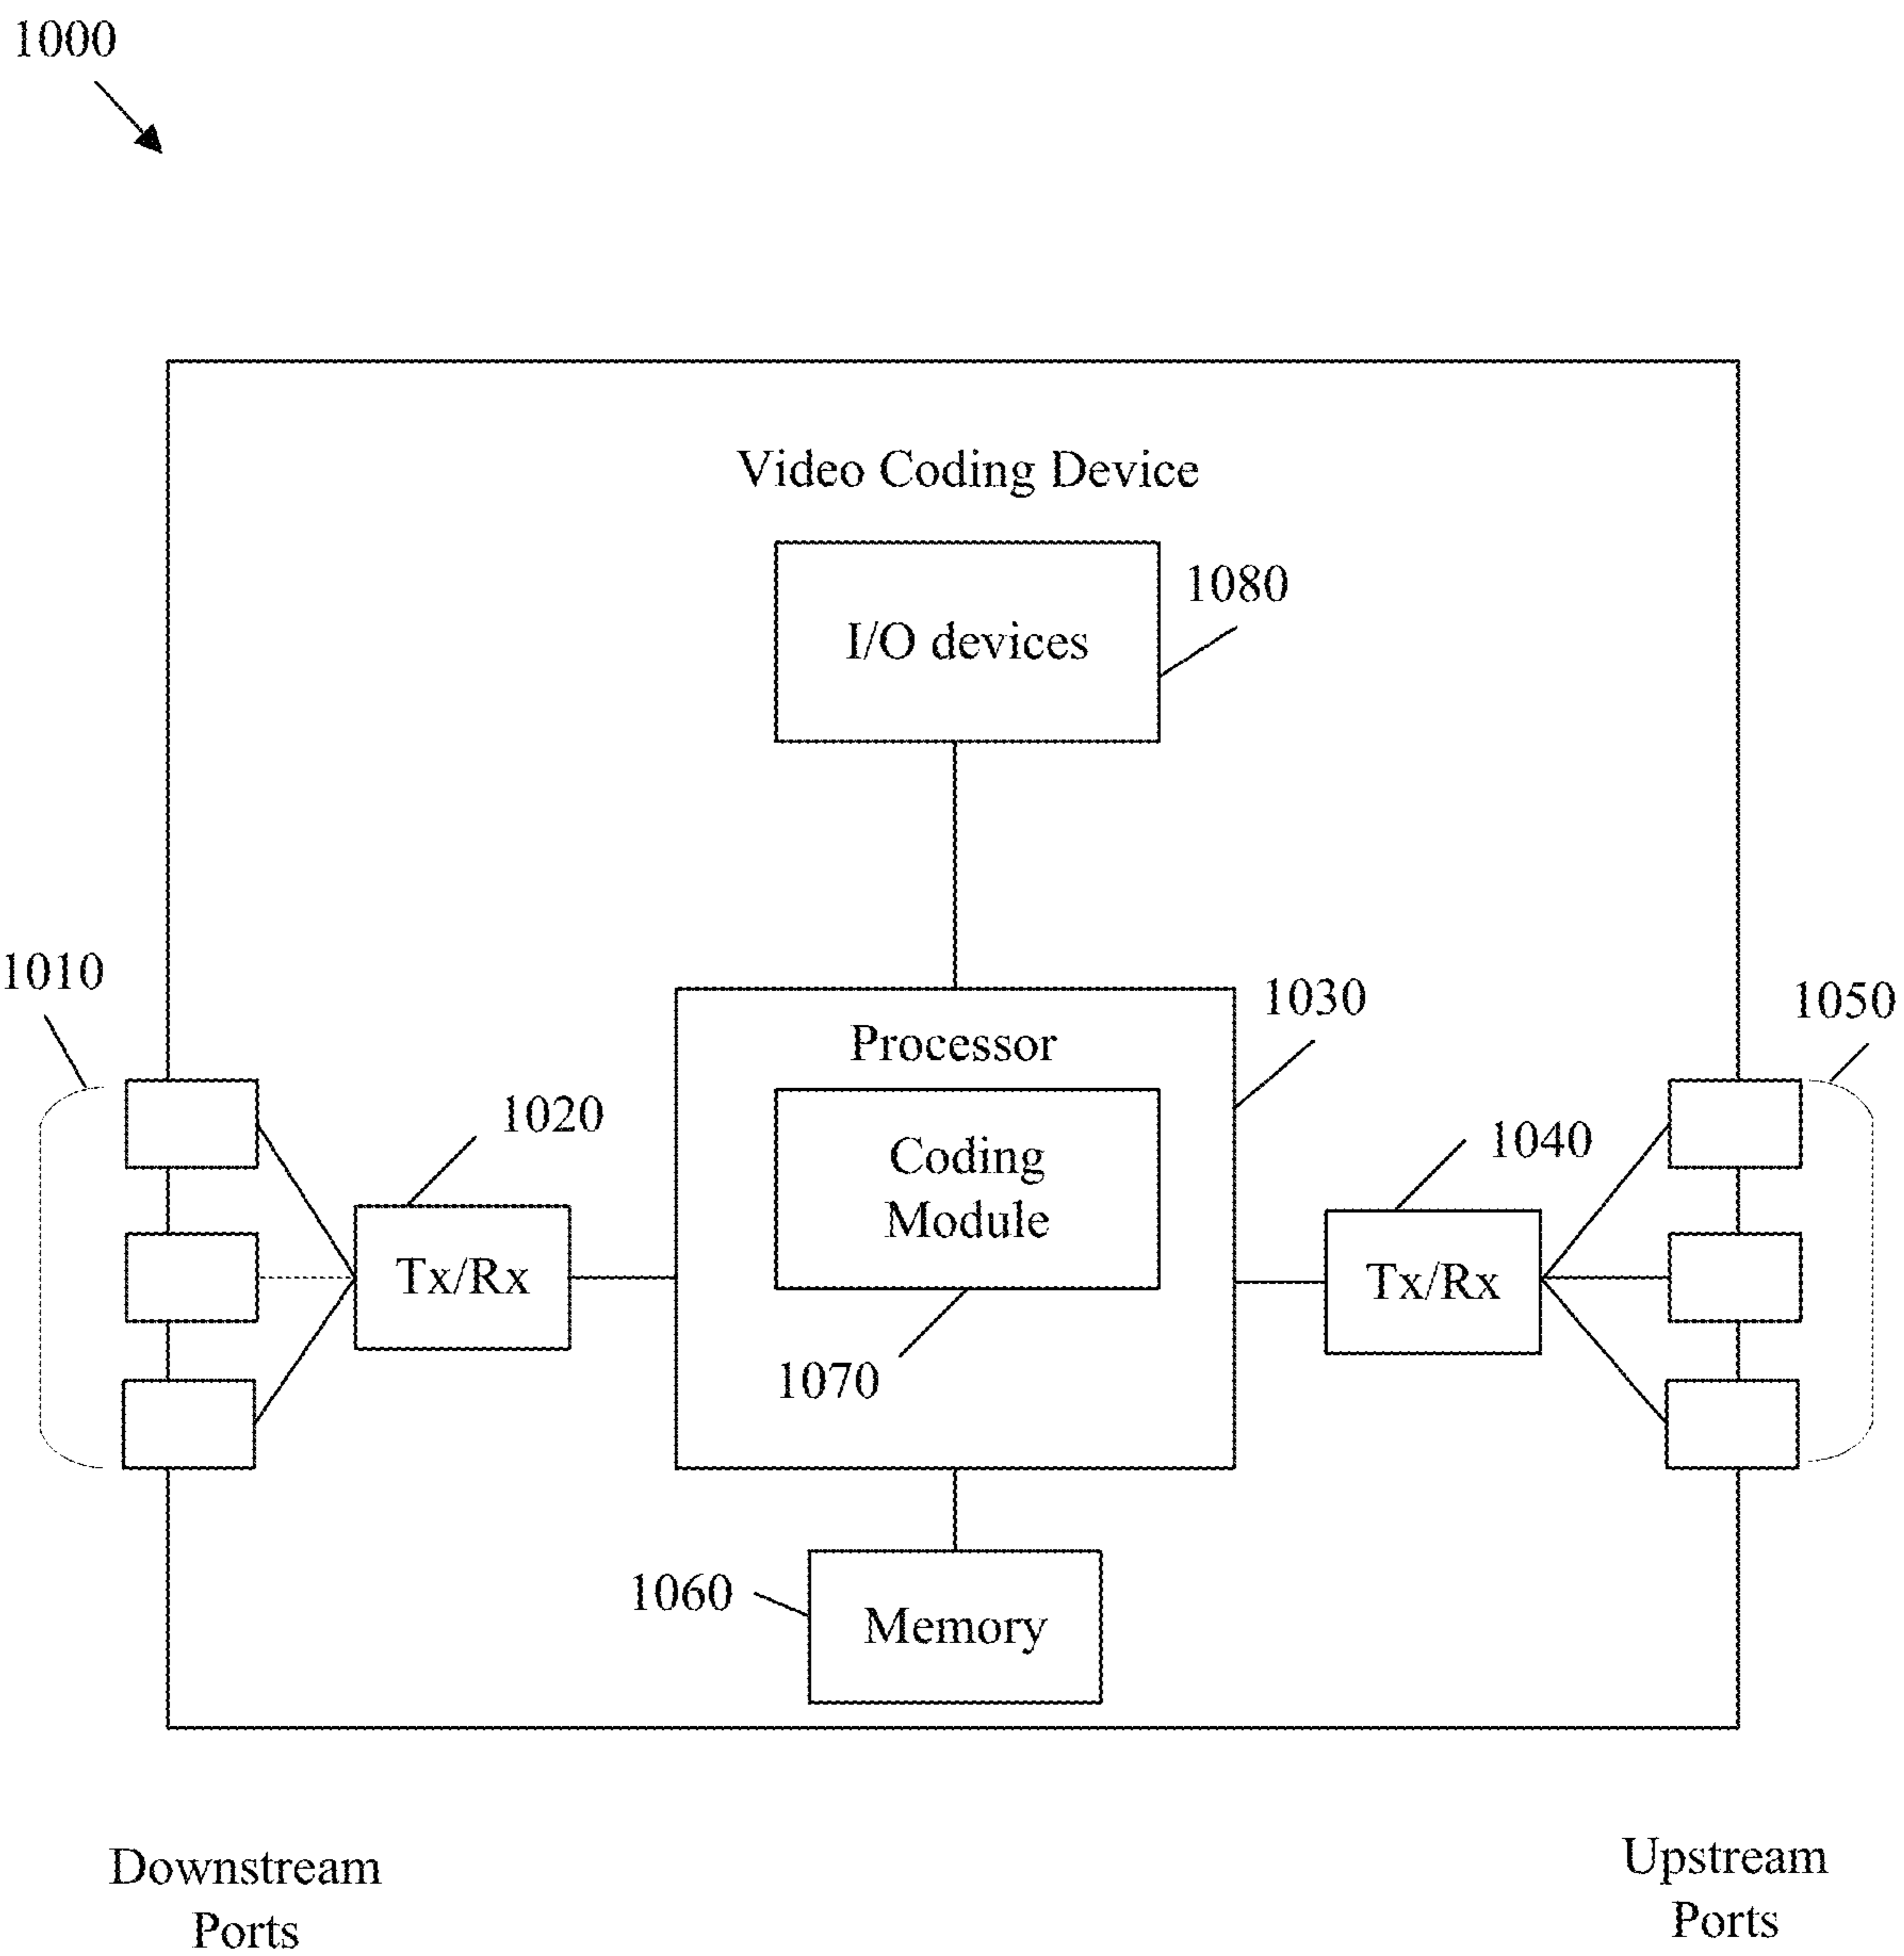 1000
Video Coding Device
I/O devices
1080
1010
1030
1050
Processor
1020
Coding
Module
1040
Tx/Rx
Tx/Rx
1070
1060
Memory
Downstream
Ports
Upstream
Ports